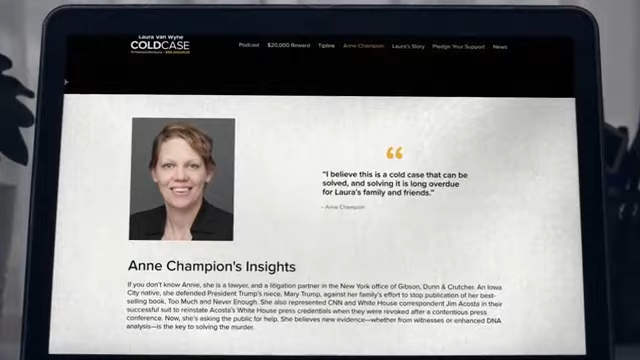 Laura Van Wyne
COLDCASE
Podcast $20,000 Reward Tipline Anne Champion Laura's Story Pledge Your Support News
“
"I believe this is a cold case that can be
solved, and solving it is long overdue
for Laura's family and friends."
- Anne Champion
Anne Champion's Insights
If you don't know Annie, she is a lawyer, and a litigation partner in the New York office of Gibson, Dunn & Crutcher. An Iowa
City native, she defended President Trump's niece, Mary Trump, against her family's effort to stop publication of her best-
selling book, Too Much and Never Enough. She also represented CNN and White House correspondent Jim Acosta in their
successful suit to reinstate Acosta's White House press credentials when they were revoked after a contentious press
conference. Now, she's asking the public for help. She believes new evidence—whether from witnesses or enhanced DNA
analysis—is the key to solving the murder.